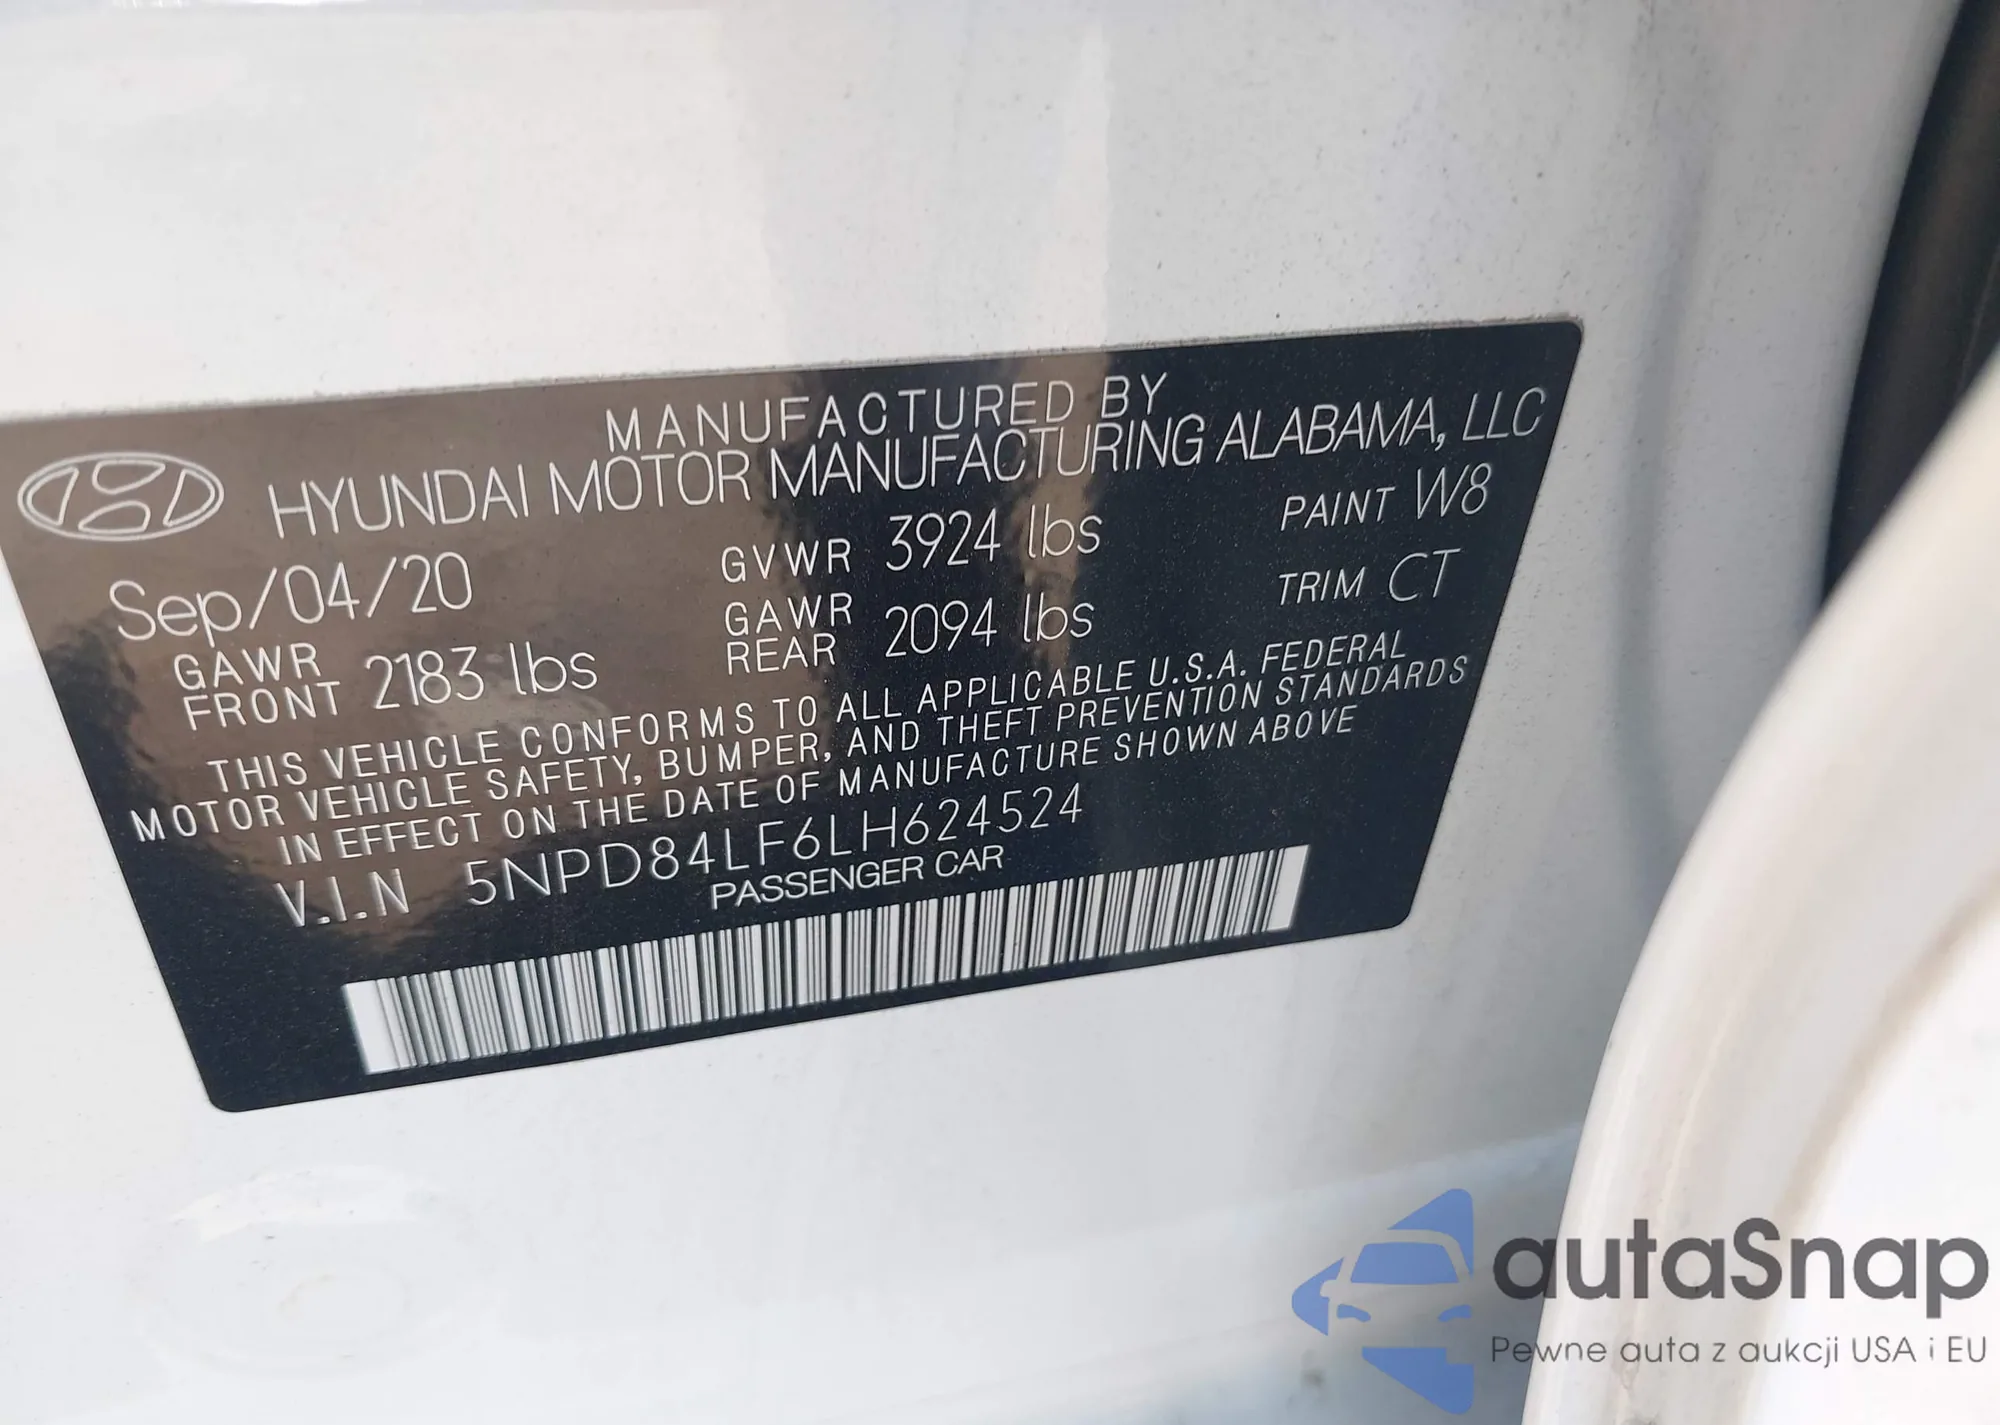 MANUFACTURED BY
HYUNDAI MOTOR MANUFACTURING ALABAMA, LLC
Sep/04/20 GVWR 3924 lbs PAINT W8
GAWR FRONT 2183 lbs GAWR REAR 2094 lbs TRIM CT
THIS VEHICLE CONFORMS TO ALL APPLICABLE U.S.A. FEDERAL
MOTOR VEHICLE SAFETY, BUMPER, AND THEFT PREVENTION STANDARDS
IN EFFECT ON THE DATE OF MANUFACTURE SHOWN ABOVE
V.I.N 5NPD84LF6LH624524
PASSENGER CAR
autaSnap
Pewne auta z aukcji USA i EU